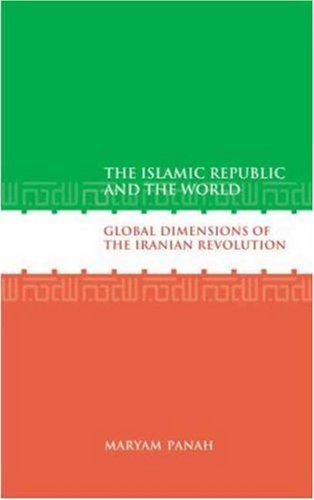 THE ISLAMIC REPUBLIC
AND THE WORLD
GLOBAL DIMENSIONS OF
THE IRANIAN REVOLUTION
MARYAM PANAH